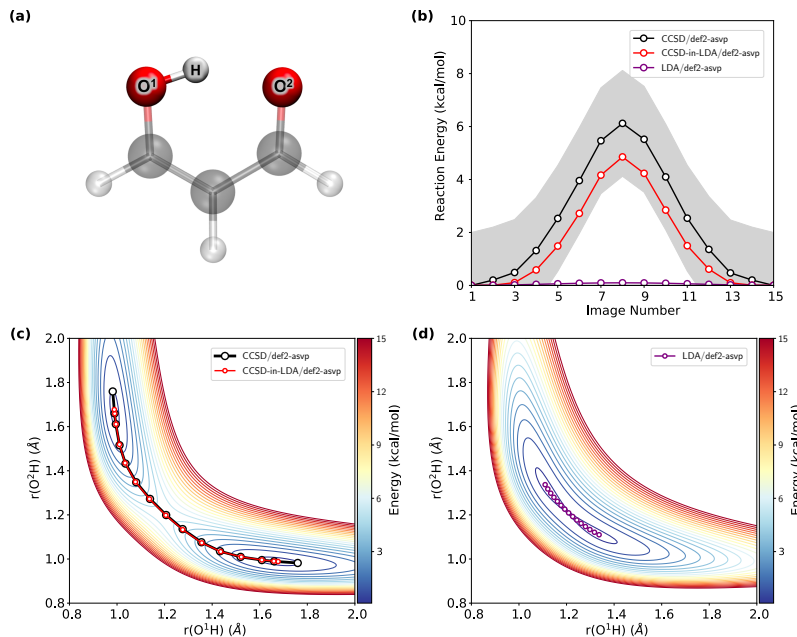 (a)
O¹
H
O²
(b)
10
8
6
4
2
0
Reaction Energy (kcal/mol)
CCSD/def2-asvp
CCSD-in-LDA/def2-asvp
LDA/def2-asvp
1 3 5 7 9 11 13 15
Image Number
(c)
2.0
1.8
1.6
1.4
1.2
1.0
0.8
r(O²H) (Å)
CCSD/def2-asvp
CCSD-in-LDA/def2-asvp
0.8 1.0 1.2 1.4 1.6 1.8 2.0
r(O¹H) (Å)
15
12
9
6
3
Energy (kcal/mol)
(d)
2.0
1.8
1.6
1.4
1.2
1.0
0.8
r(O²H) (Å)
LDA/def2-asvp
0.8 1.0 1.2 1.4 1.6 1.8 2.0
r(O¹H) (Å)
15
12
9
6
3
Energy (kcal/mol)